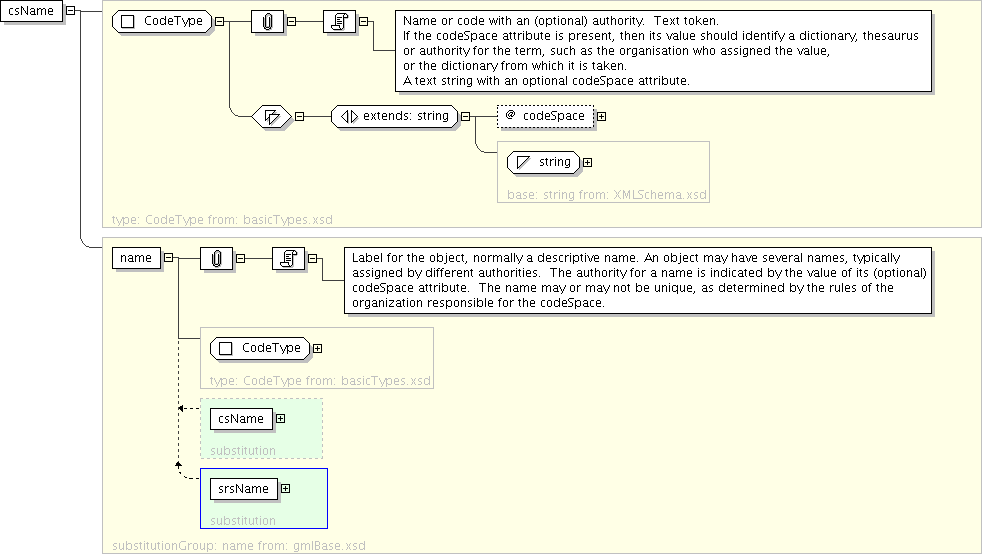 csName
CodeType
Name or code with an (optional) authority.  Text token.
If the codeSpace attribute is present, then its value should identify a dictionary, thesaurus
or authority for the term, such as the organisation who assigned the value,
or the dictionary from which it is taken.
A text string with an optional codeSpace attribute.
extends: string
@ codeSpace
string
base: string from: XMLSchema.xsd
type: CodeType from: basicTypes.xsd
name
Label for the object, normally a descriptive name. An object may have several names, typically
assigned by different authorities.  The authority for a name is indicated by the value of its (optional)
codeSpace attribute.  The name may or may not be unique, as determined by the rules of the
organization responsible for the codeSpace.
CodeType
type: CodeType from: basicTypes.xsd
csName
substitution
srsName
substitution
substitutionGroup: name from: gmlBase.xsd